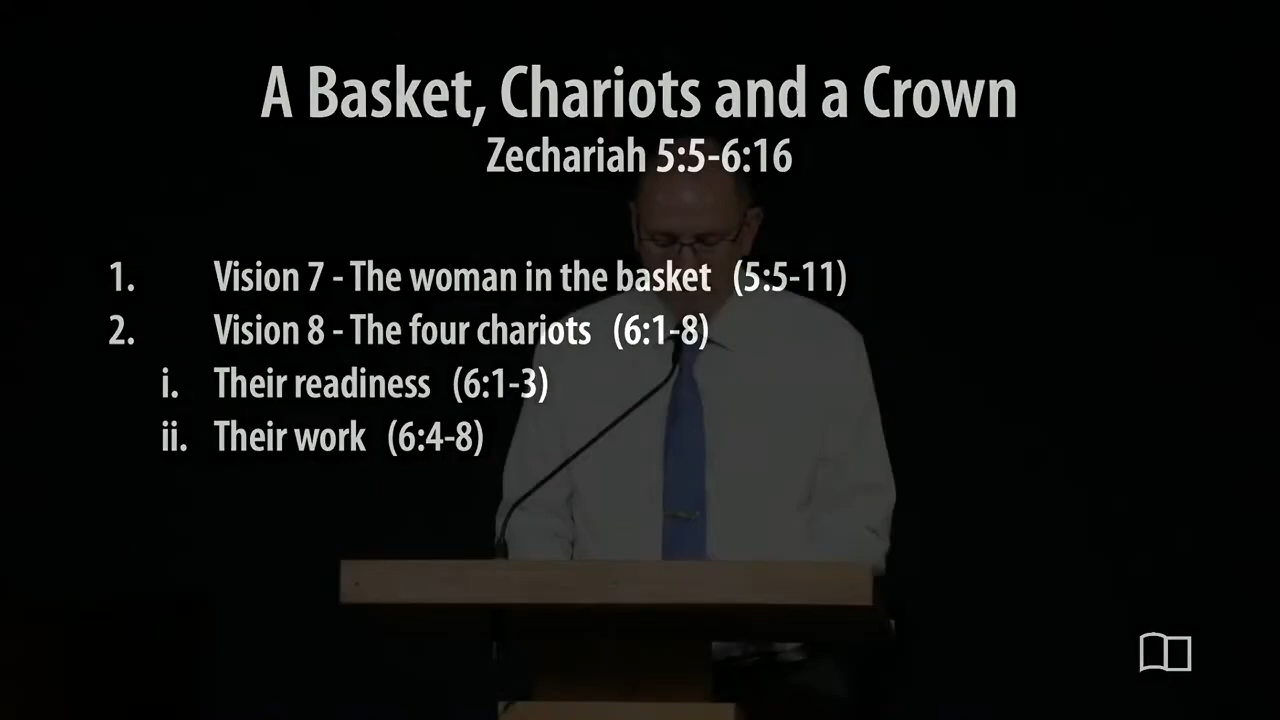 A Basket, Chariots and a Crown
Zechariah 5:5-6:16
1. Vision 7 - The woman in the basket (5:5-11)
2. Vision 8 - The four chariots (6:1-8)
i. Their readiness (6:1-3)
ii. Their work (6:4-8)